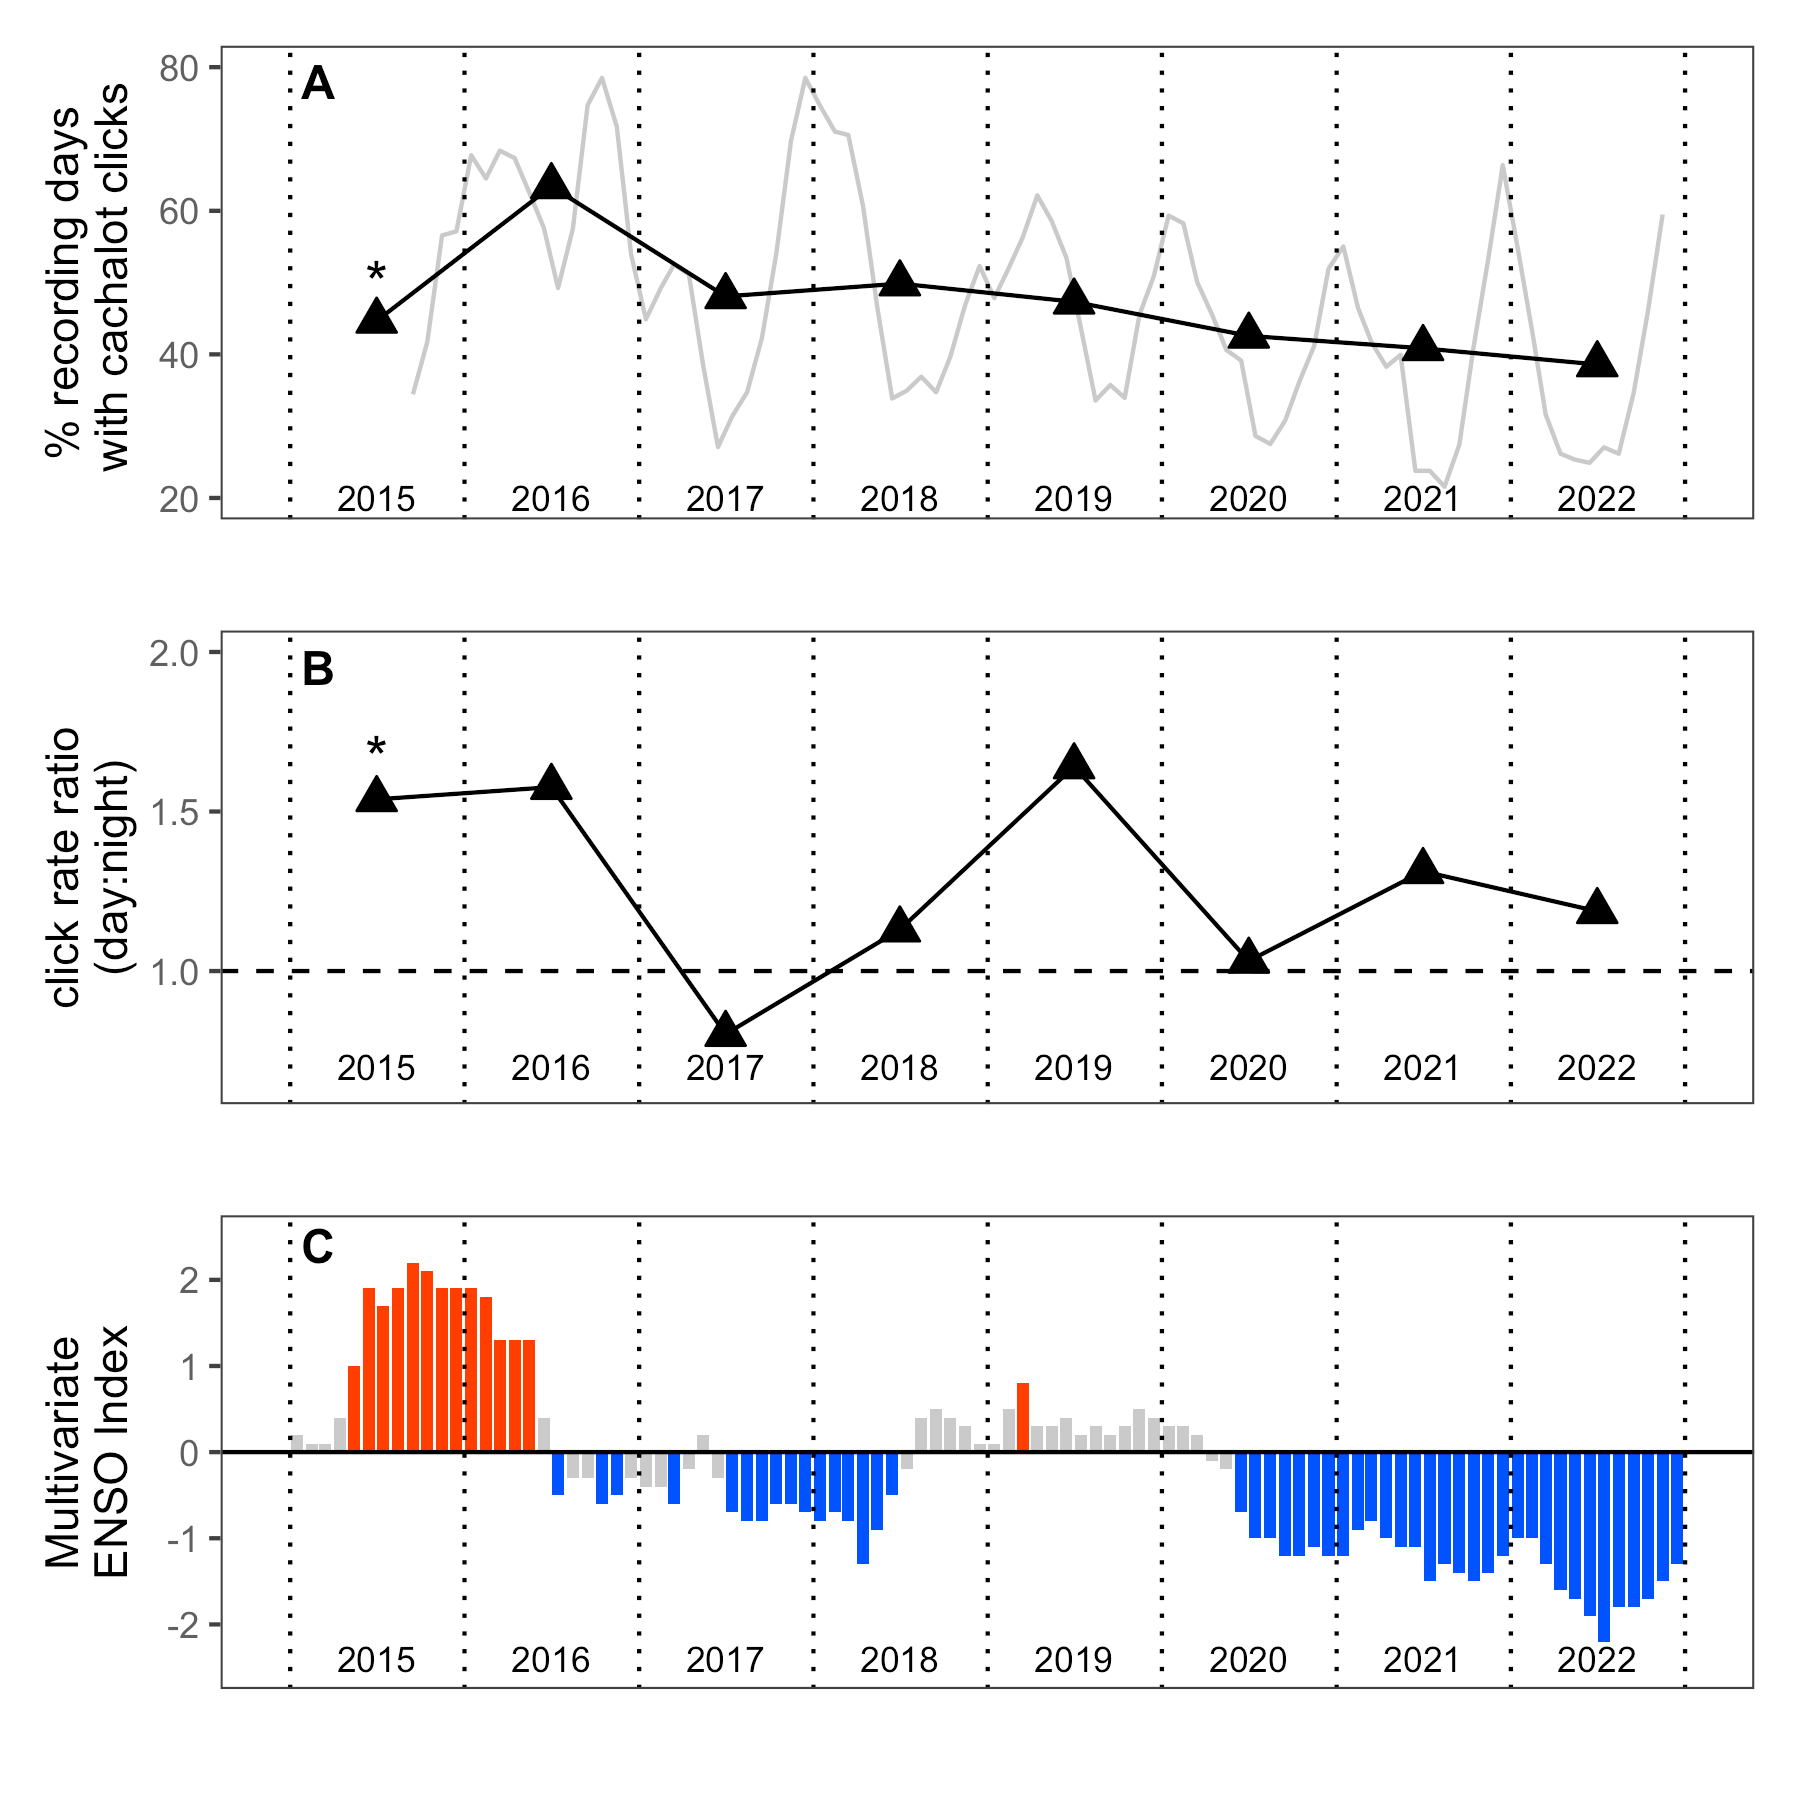 A
% recording days
with cachalot clicks
80
60
40
20
*
2015 2016 2017 2018 2019 2020 2021 2022
B
click rate ratio
(day:night)
2.0
1.5
1.0
*
2015 2016 2017 2018 2019 2020 2021 2022
C
Multivariate
ENSO Index
2
1
0
-1
-2
2015 2016 2017 2018 2019 2020 2021 2022